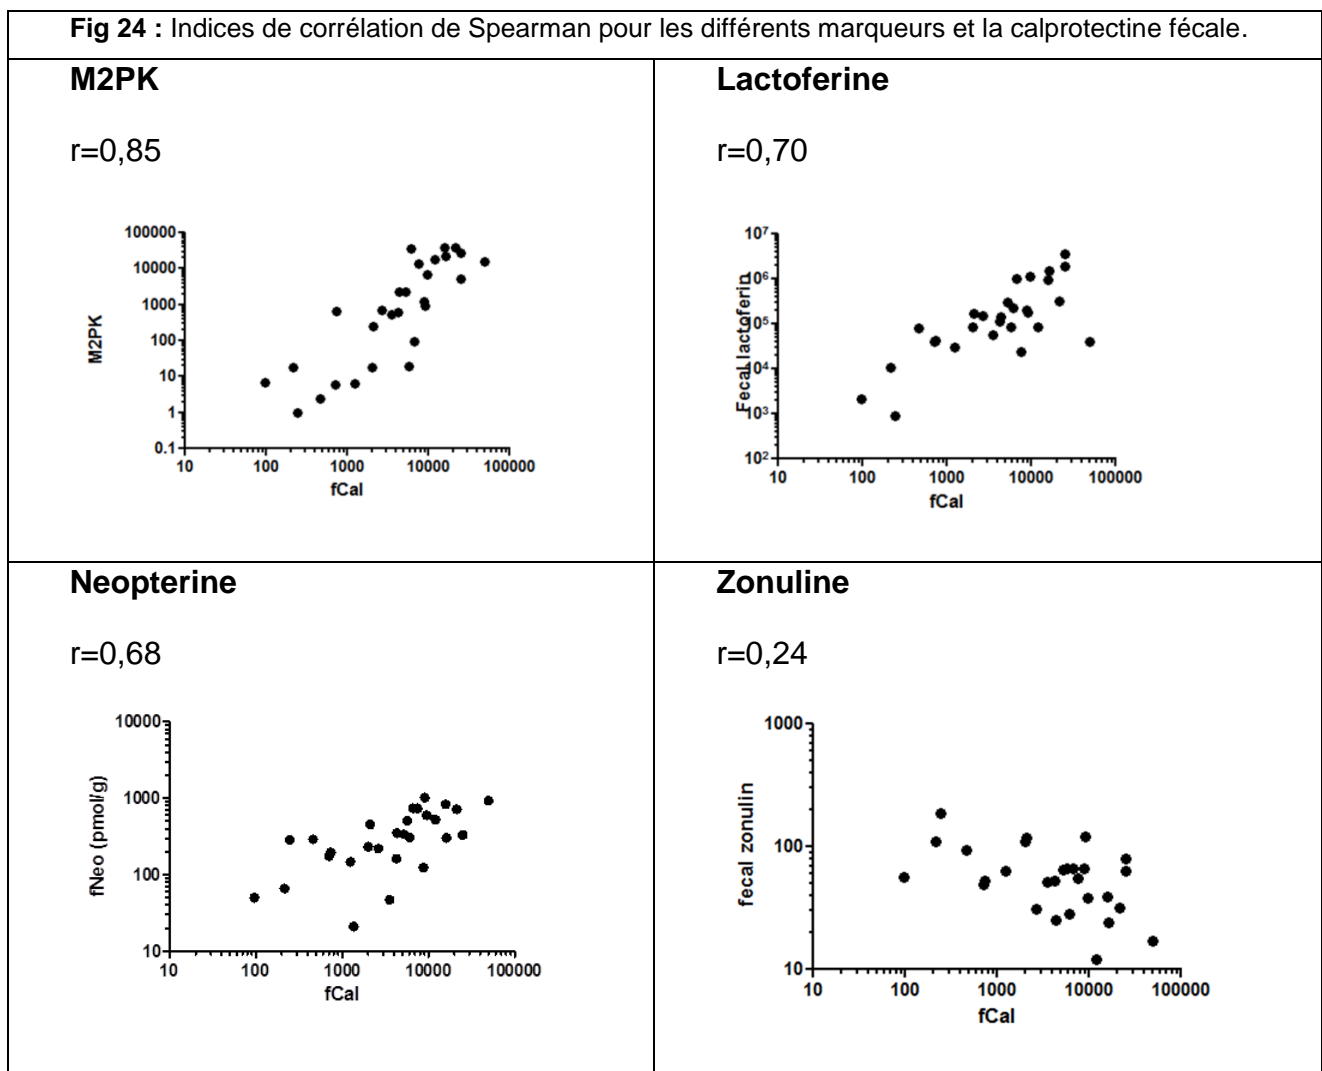 Fig 24 : Indices de corrélation de Spearman pour les différents marqueurs et la calprotectine fécale.
M2PK
r=0,85
100000
10000
1000
100
10
1
0.1
M2PK
10 100 1000 10000 100000
fCal
Lactoferine
r=0,70
10⁷
10⁶
10⁵
10⁴
10³
10²
Fecal lactoferin
10 100 1000 10000 100000
fCal
Neopterine
r=0,68
10000
1000
100
10
fNeo (pmol/g)
10 100 1000 10000 100000
fCal
Zonuline
r=0,24
1000
100
10
fecal zonulin
10 100 1000 10000 100000
fCal